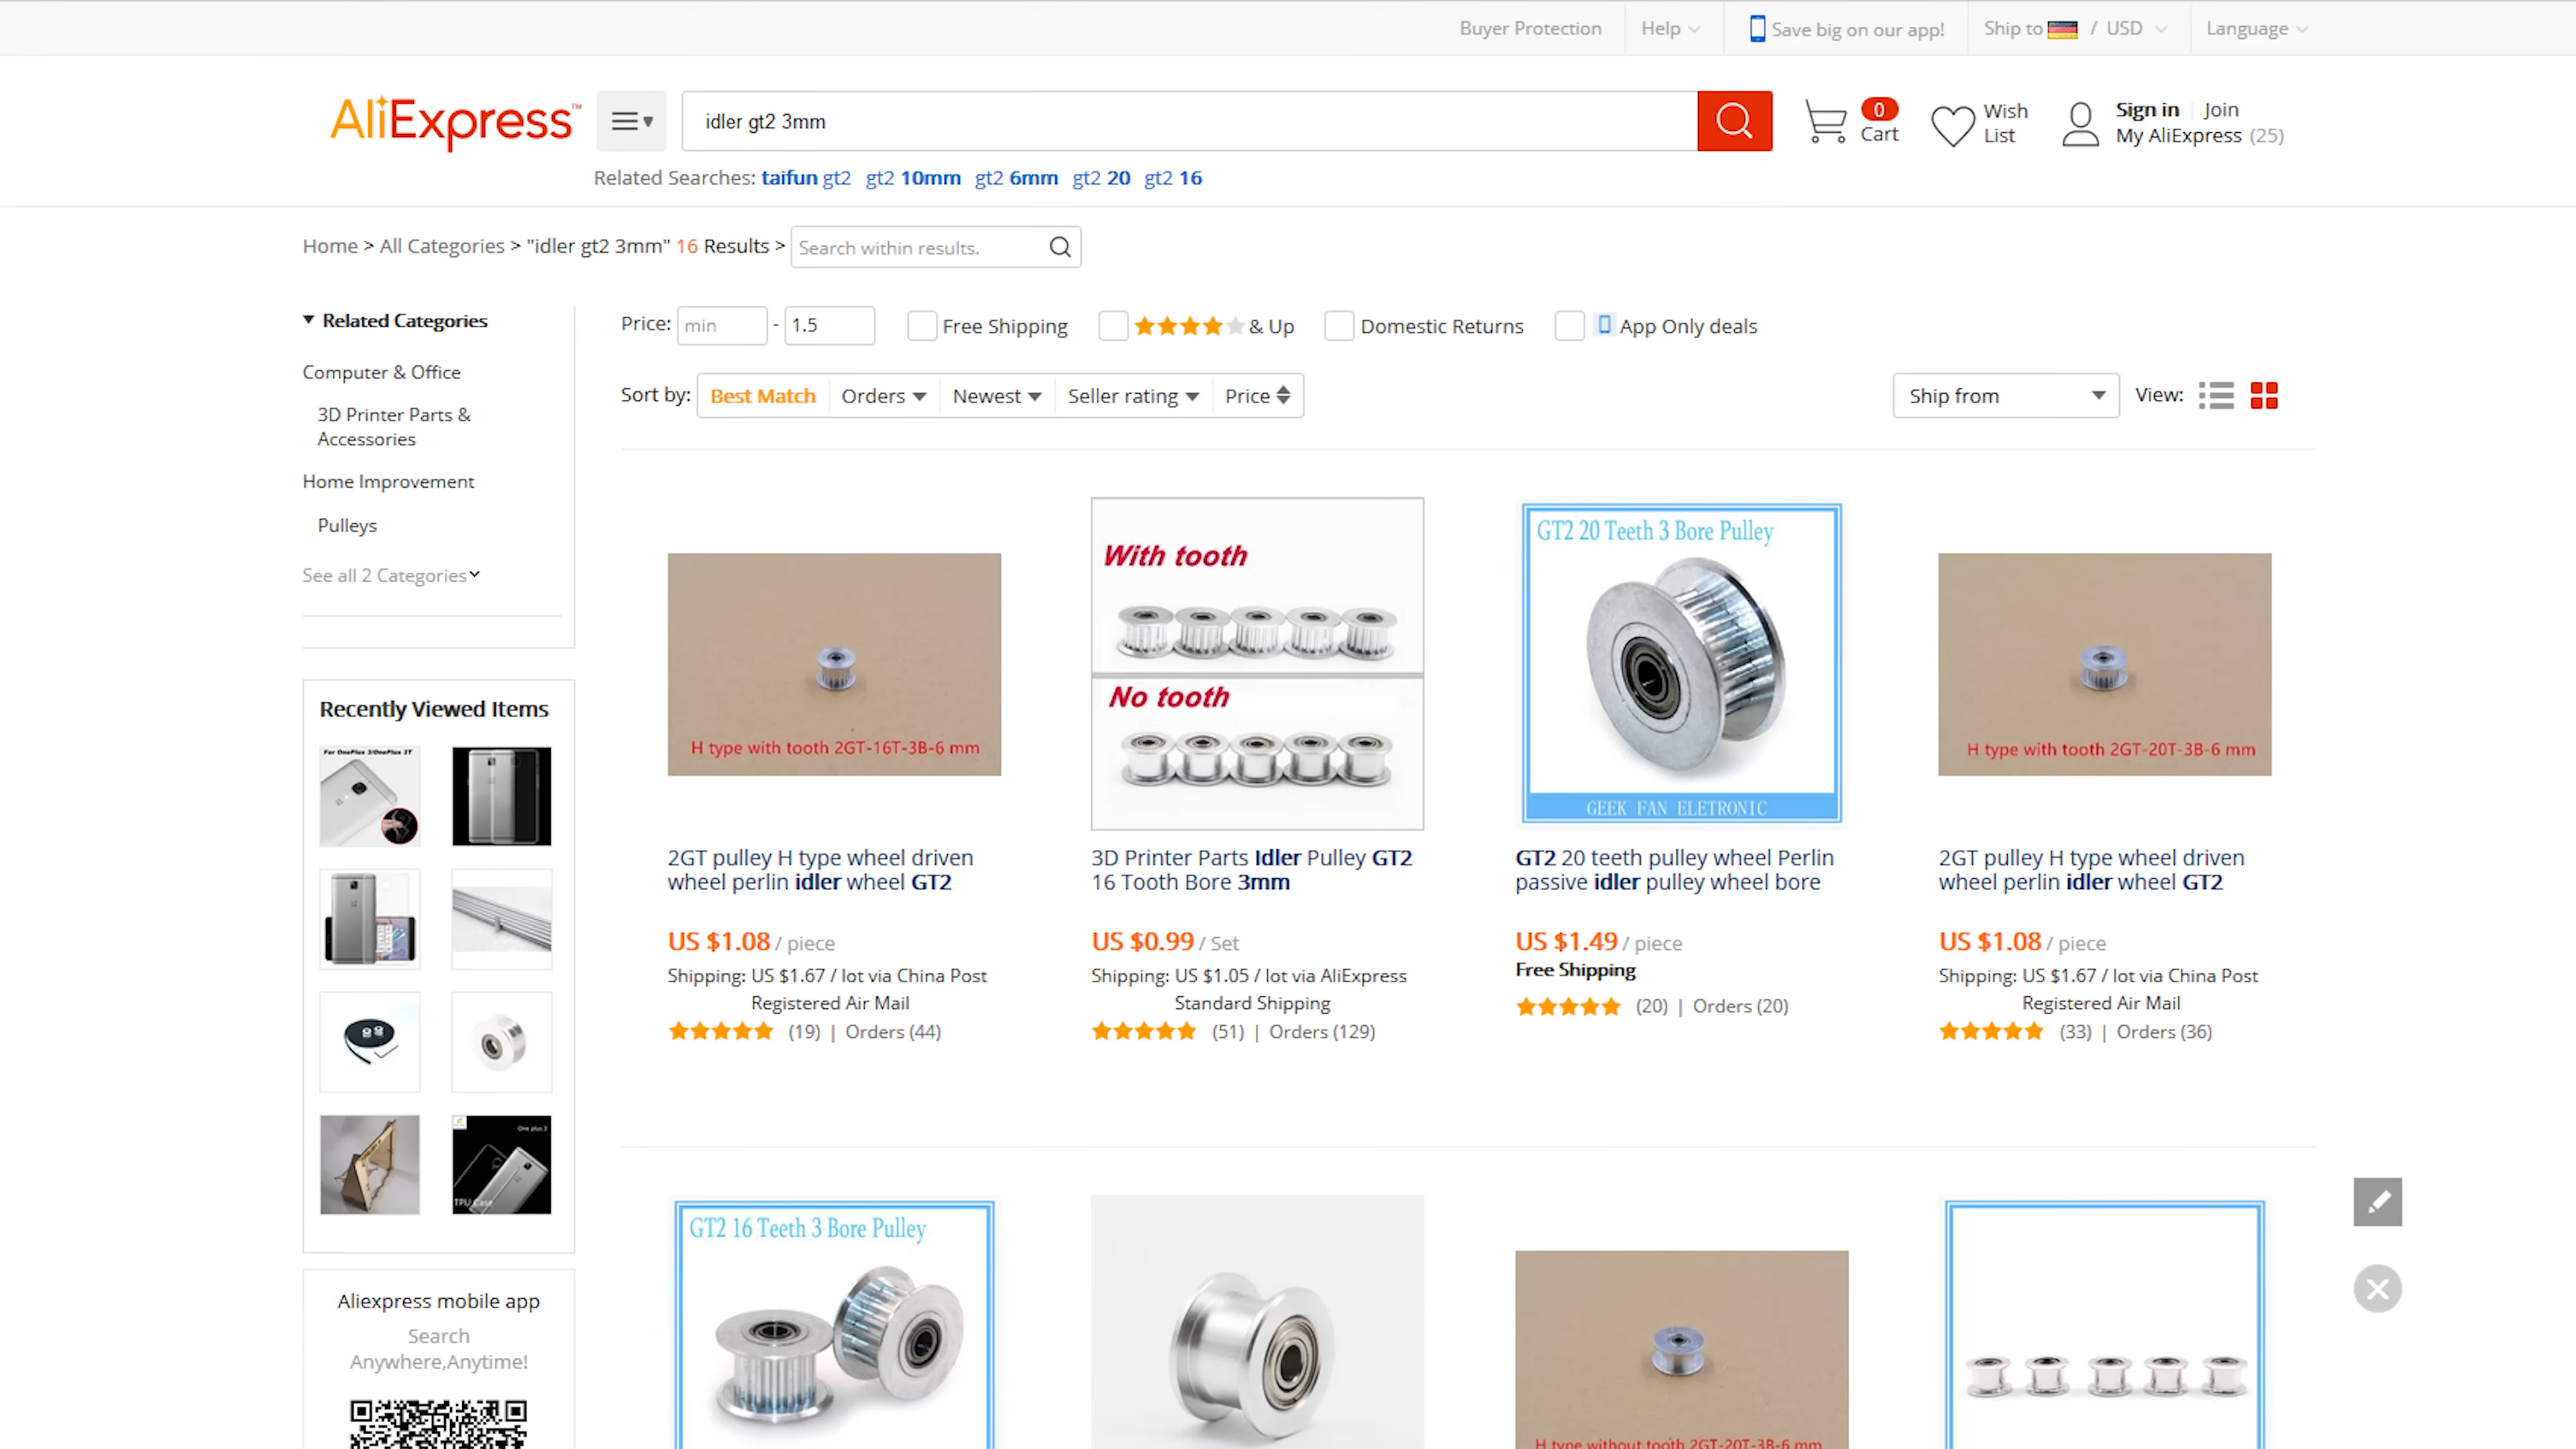 Buyer Protection
Help
Save big on our app!
Ship to / USD
Language
AliExpress™
idler gt2 3mm
0
Cart
Wish
List
Sign in Join
My AliExpress (25)
Related Searches: taifun gt2 gt2 10mm gt2 6mm gt2 20 gt2 16
Home > All Categories > "idler gt2 3mm" 16 Results >
Search within results.
Related Categories
Computer & Office
3D Printer Parts &
Accessories
Home Improvement
Pulleys
See all 2 Categories
Price: min - 1.5
Free Shipping
& Up
Domestic Returns
App Only deals
Sort by: Best Match Orders Newest Seller rating Price
Ship from
View:
Recently Viewed Items
For OnePlus 3/OnePlus 3T
One plus 3
TPU Case
Aliexpress mobile app
Search
Anywhere,Anytime!
H type with tooth 2GT-16T-3B-6 mm
2GT pulley H type wheel driven
wheel perlin idler wheel GT2
US $1.08 / piece
Shipping: US $1.67 / lot via China Post
Registered Air Mail
(19) | Orders (44)
With tooth
No tooth
3D Printer Parts Idler Pulley GT2
16 Tooth Bore 3mm
US $0.99 / Set
Shipping: US $1.05 / lot via AliExpress
Standard Shipping
(51) | Orders (129)
GT2 20 Teeth 3 Bore Pulley
GEEK FAN ELETRONIC
GT2 20 teeth pulley wheel Perlin
passive idler pulley wheel bore
US $1.49 / piece
Free Shipping
(20) | Orders (20)
H type with tooth 2GT-20T-3B-6 mm
2GT pulley H type wheel driven
wheel perlin idler wheel GT2
US $1.08 / piece
Shipping: US $1.67 / lot via China Post
Registered Air Mail
(33) | Orders (36)
GT2 16 Teeth 3 Bore Pulley
H type without tooth 2GT-20T-3B-6 mm